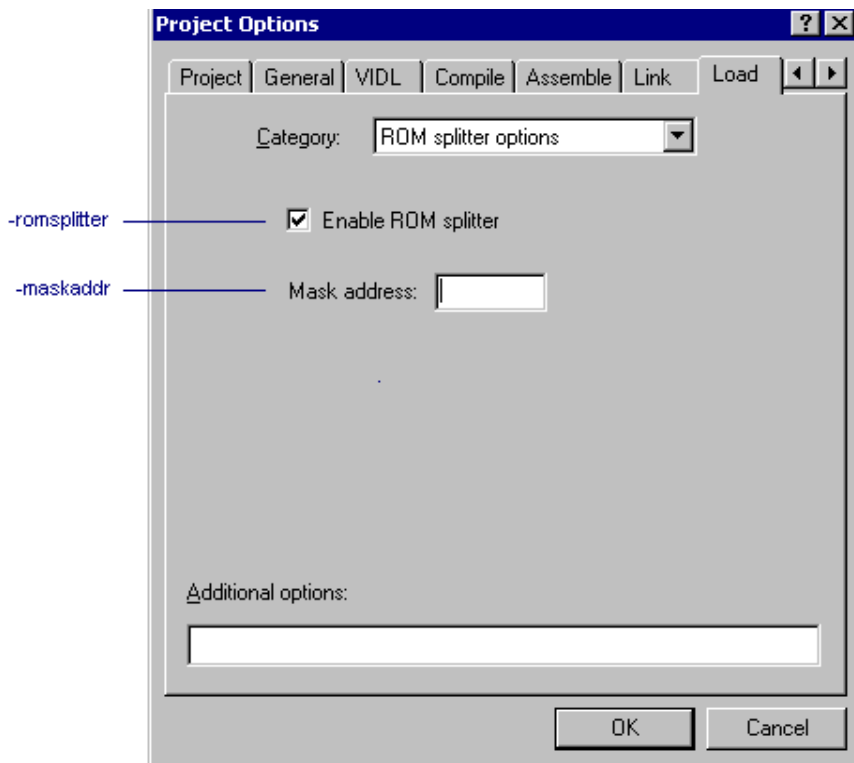 Project Options
Project General VIDL Compile Assemble Link Load
Category: ROM splitter options
-romsplitter Enable ROM splitter
-maskaddr Mask address:
Additional options:
OK Cancel